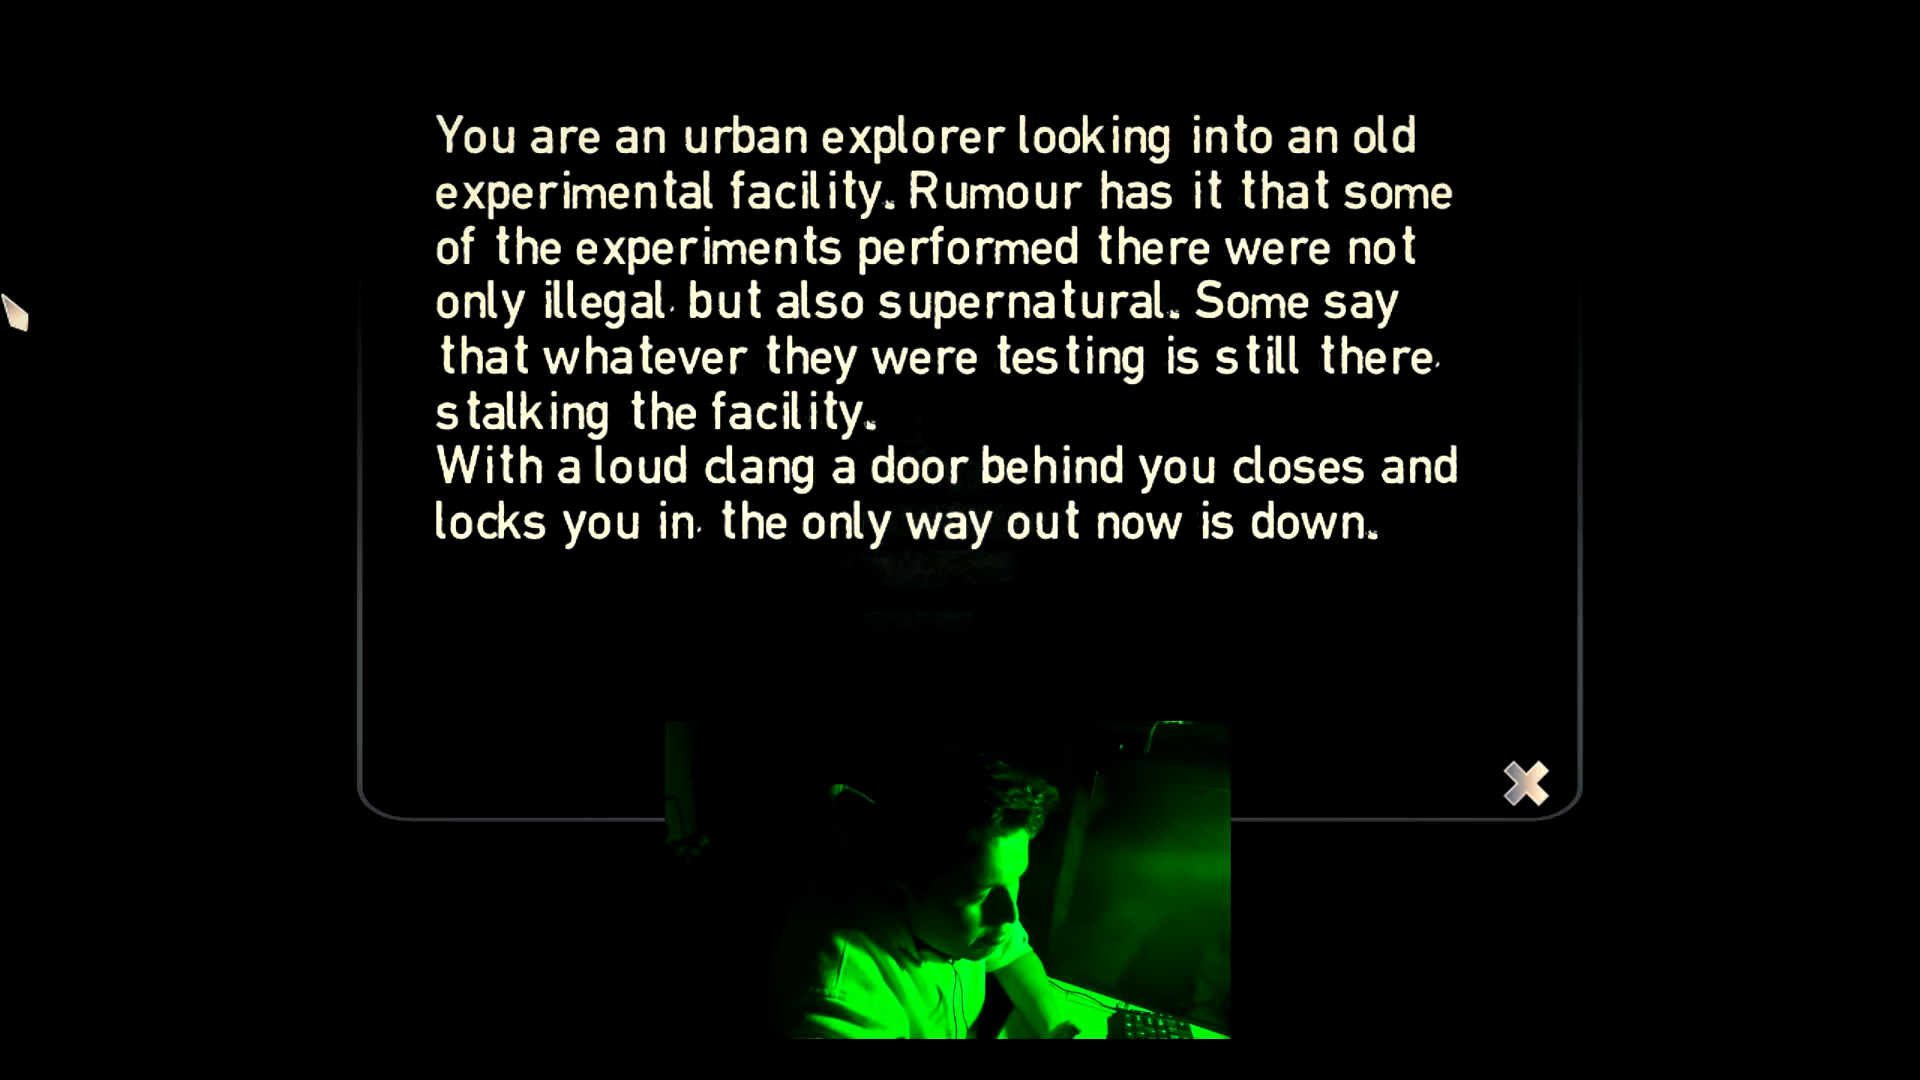 You are an urban explorer looking into an old
experimental facility. Rumour has it that some
of the experiments performed there were not
only illegal, but also supernatural. Some say
that whatever they were testing is still there,
stalking the facility.
With a loud clang a door behind you closes and
locks you in, the only way out now is down.